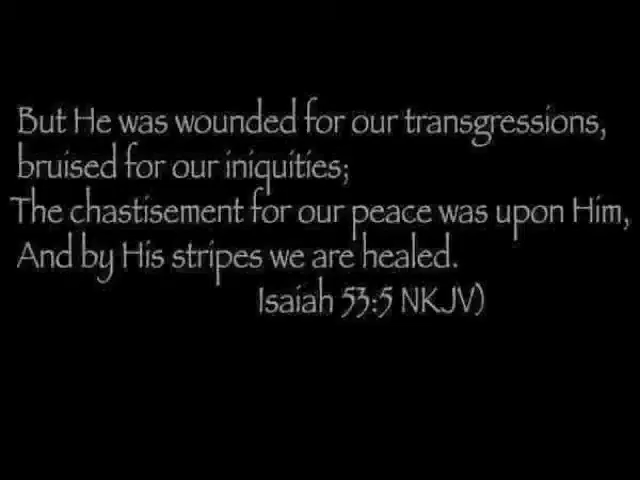 But He was wounded for our transgressions,
bruised for our iniquities;
The chastisement for our peace was upon Him,
And by His stripes we are healed.
Isaiah 53:5 NKJV)